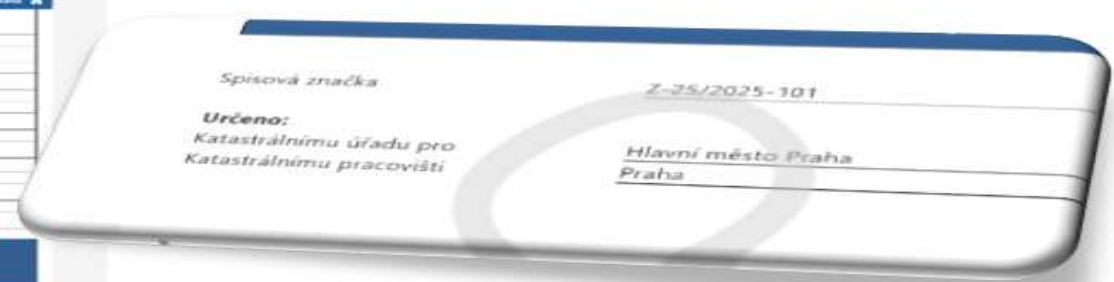 Spisová značka Z-25/2025-101
Určeno:
Katastrálnímu úřadu pro Hlavní město Praha
Katastrálnímu pracovišti Praha